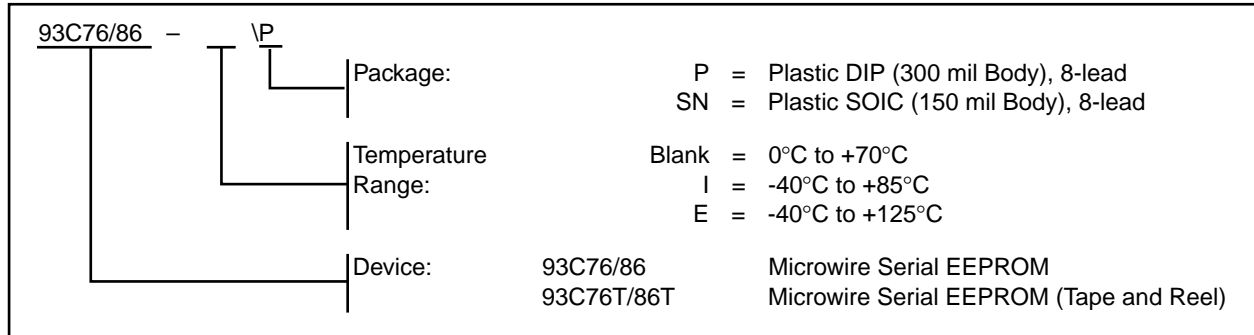 93C76/86 – \P
Package: P = Plastic DIP (300 mil Body), 8-lead
SN = Plastic SOIC (150 mil Body), 8-lead
Temperature Blank = 0°C to +70°C
Range: I = -40°C to +85°C
E = -40°C to +125°C
Device: 93C76/86 Microwire Serial EEPROM
93C76T/86T Microwire Serial EEPROM (Tape and Reel)